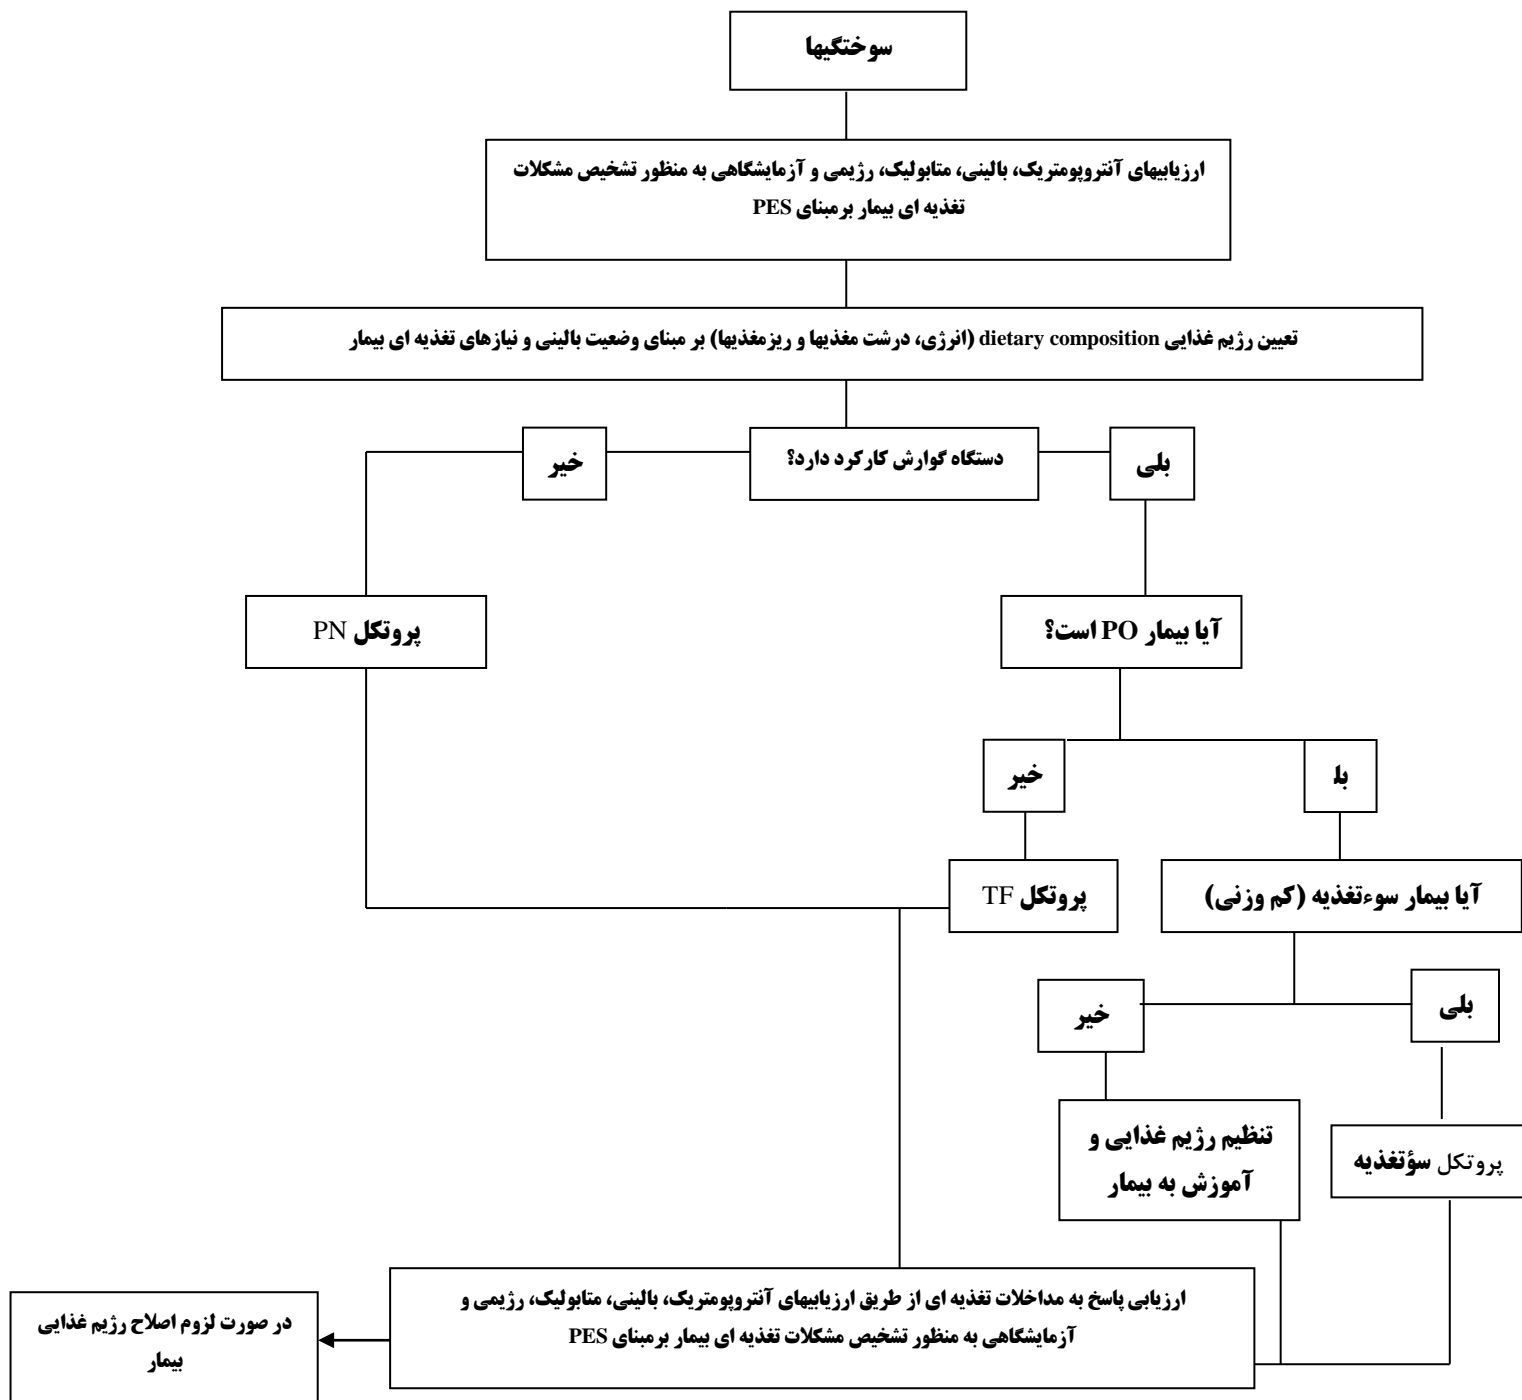 سوختگیها
ارزیابیهای آنتروپومتریک، بالینی، متابولیک، رژیمی و آزمایشگاهی به منظور تشخیص مشکلات
تغذیه ای بیمار برمبنای PES
تعیین رژیم غذایی dietary composition (انرژی، درشت مغذیها و ریزمغذیها) بر مبنای وضعیت بالینی و نیازهای تغذیه ای بیمار
دستگاه گوارش کارکرد دارد؟
بلی
خیر
آیا بیمار PO است؟
پروتکل PN
بل
خیر
آیا بیمار سوءتغذیه (کم وزنی)
پروتکل TF
بلی
خیر
پروتکل سؤتغذیه
تنظیم رژیم غذایی و
آموزش به بیمار
ارزیابی پاسخ به مداخلات تغذیه ای از طریق ارزیابیهای آنتروپومتریک، بالینی، متابولیک، رژیمی و
آزمایشگاهی به منظور تشخیص مشکلات تغذیه ای بیمار برمبنای PES
در صورت لزوم اصلاح رژیم غذایی
بیمار